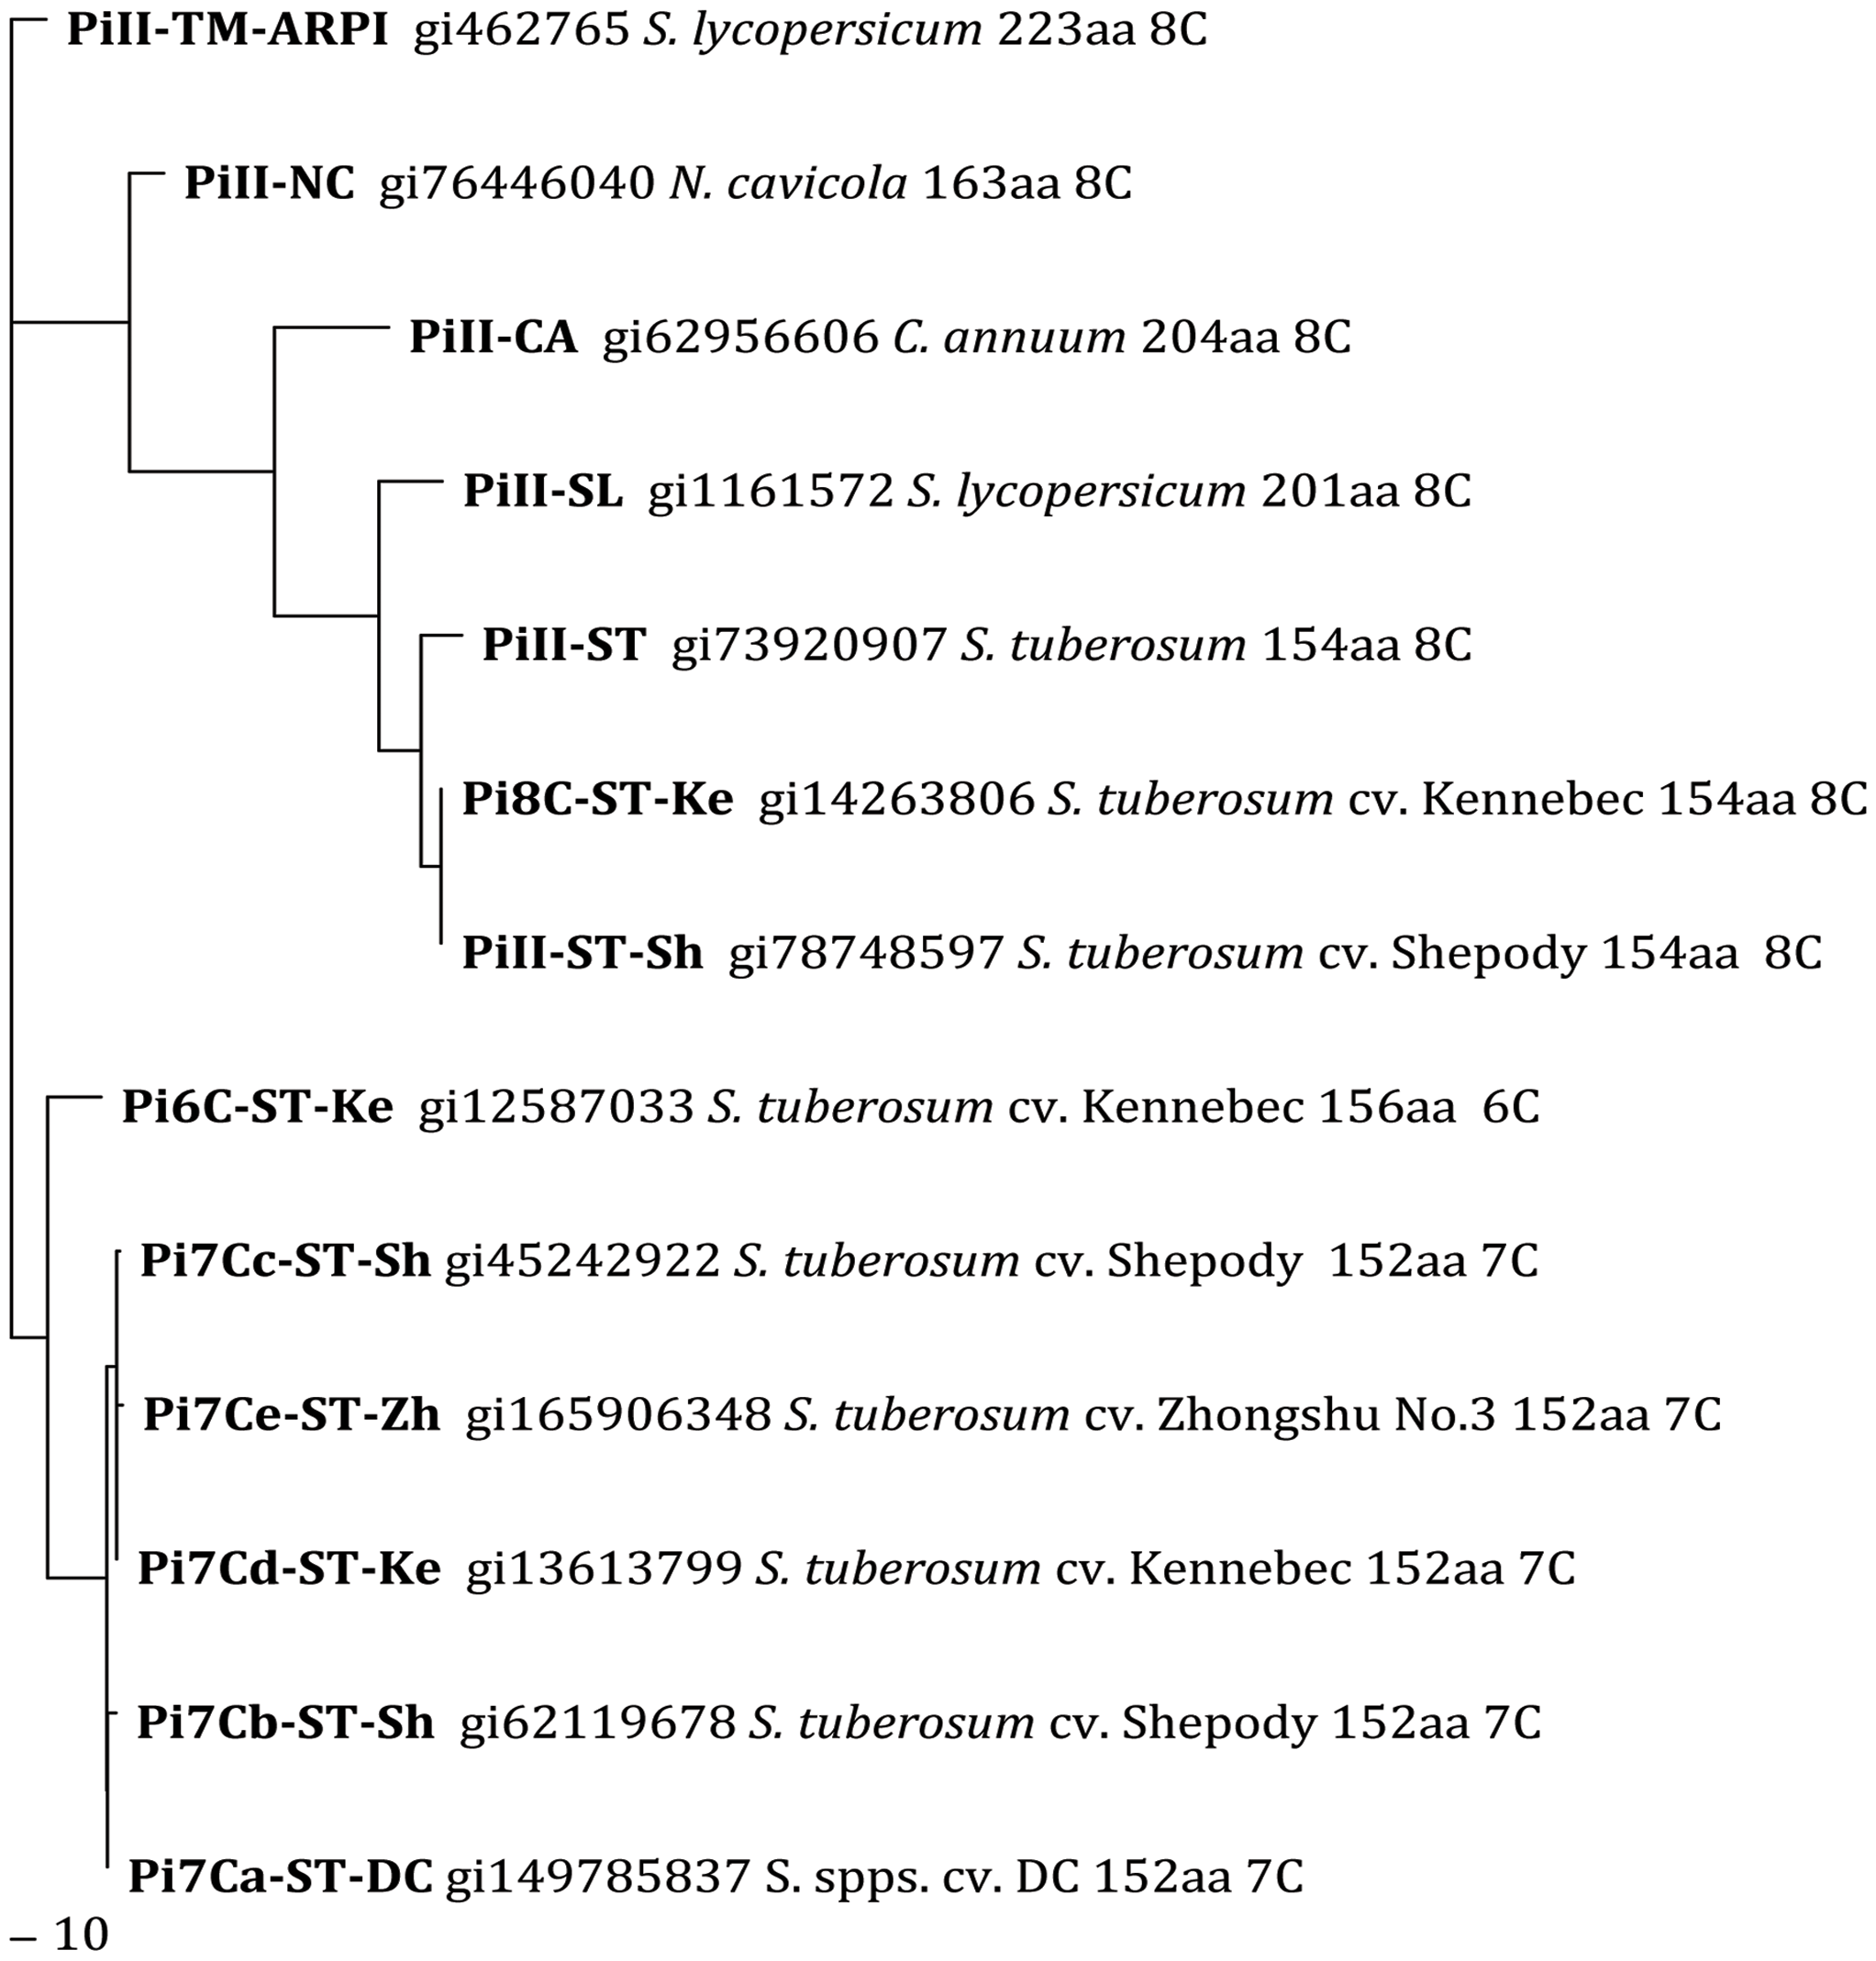 PiII-TM-ARPI gi462765 S. lycopersicum 223aa 8C
PiII-NC gi76446040 N. cavicola 163aa 8C
PiII-CA gi62956606 C. annuum 204aa 8C
PiII-SL gi1161572 S. lycopersicum 201aa 8C
PiII-ST gi73920907 S. tuberosum 154aa 8C
Pi8C-ST-Ke gi14263806 S. tuberosum cv. Kennebec 154aa 8C
PiII-ST-Sh gi78748597 S. tuberosum cv. Shepody 154aa 8C
Pi6C-ST-Ke gi12587033 S. tuberosum cv. Kennebec 156aa 6C
Pi7Cc-ST-Sh gi45242922 S. tuberosum cv. Shepody 152aa 7C
Pi7Ce-ST-Zh gi165906348 S. tuberosum cv. Zhongshu No.3 152aa 7C
Pi7Cd-ST-Ke gi13613799 S. tuberosum cv. Kennebec 152aa 7C
Pi7Cb-ST-Sh gi62119678 S. tuberosum cv. Shepody 152aa 7C
Pi7Ca-ST-DC gi149785837 S. spps. cv. DC 152aa 7C
10